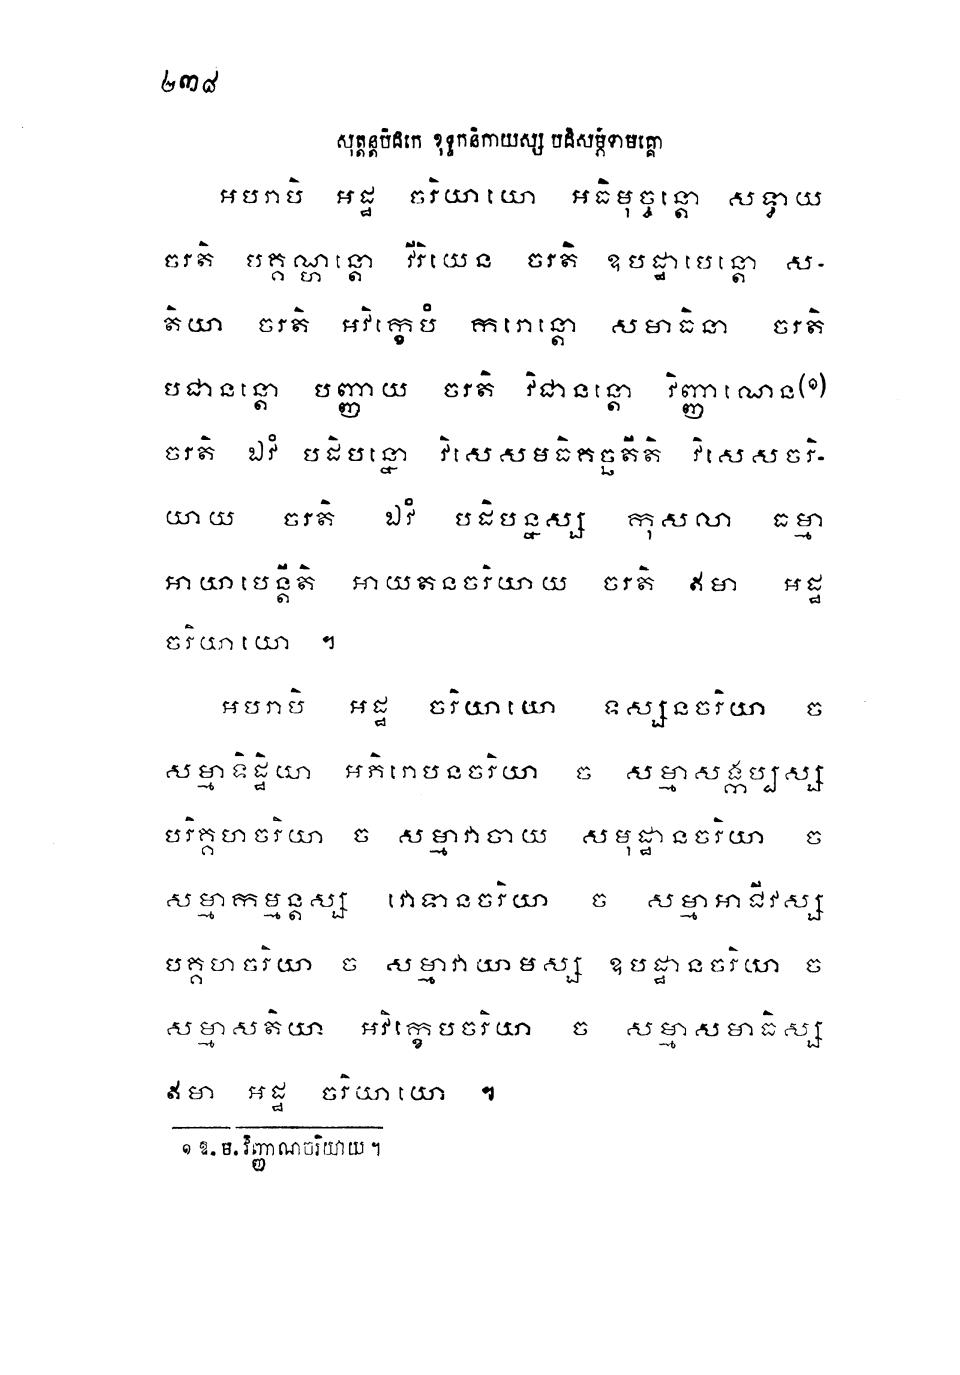 ២៣៨
សុត្តន្តបិដកេ ខុទ្ទកនិកាយស្ស បដិសម្ភិទាមគ្គោ
អបរាបិ អដ្ឋ ចរិយាយោ អធិមុច្ចន្តោ សទ្ធាយ
ចរតិ បគ្គណ្ហន្តោ វីរិយេន ចរតិ ឧបដ្ឋាបេន្តោ ស-
តិយា ចរតិ អវិក្ខេបំ ករោន្តោ សមាធិនា ចរតិ
បជានន្តោ បញ្ញាយ ចរតិ វិជានន្តោ វិញ្ញាណេន(១)
ចរតិ ឯវំ បដិបន្នោ វិសេសមធិគច្ឆតីតិ វិសេសចរិ-
យាយ ចរតិ ឯវំ បដិបន្នស្ស កុសលា ធម្មា
អាយាបេន្តីតិ អាយតនចរិយាយ ចរតិ ឥមា អដ្ឋ
ចរិយាយោ ។
អបរាបិ អដ្ឋ ចរិយាយោ ទស្សនចរិយា ច
សម្មាទិដ្ឋិយា អភិរោបនចរិយា ច សម្មាសង្កប្បស្ស
បរិគ្គហចរិយា ច សម្មាវាចាយ សមុដ្ឋានចរិយា ច
សម្មាកម្មន្តស្ស វោទានចរិយា ច សម្មាអាជីវស្ស
បគ្គហចរិយា ច សម្មាវាយាមស្ស ឧបដ្ឋានចរិយា ច
សម្មាសតិយា អវិក្ខេបចរិយា ច សម្មាសមាធិស្ស
ឥមា អដ្ឋ ចរិយាយោ ។
១ ឱ. ម. វិញ្ញាណចរិយាយ ។